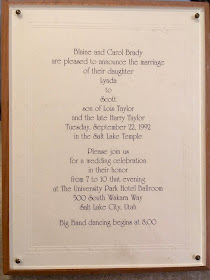 Blaine and Carol Brady
are pleased to announce the marriage
of their daughter
Lynda
to
Scott
son of Lois Taylor
and the late Harry Taylor
Tuesday, September 22, 1992
in the Salt Lake Temple
Please join us
for a wedding celebration
in their honor
from 7 to 10 that evening
at The University Park Hotel Ballroom
500 South Wakara Way
Salt Lake City, Utah
Big Band dancing begins at 8:00